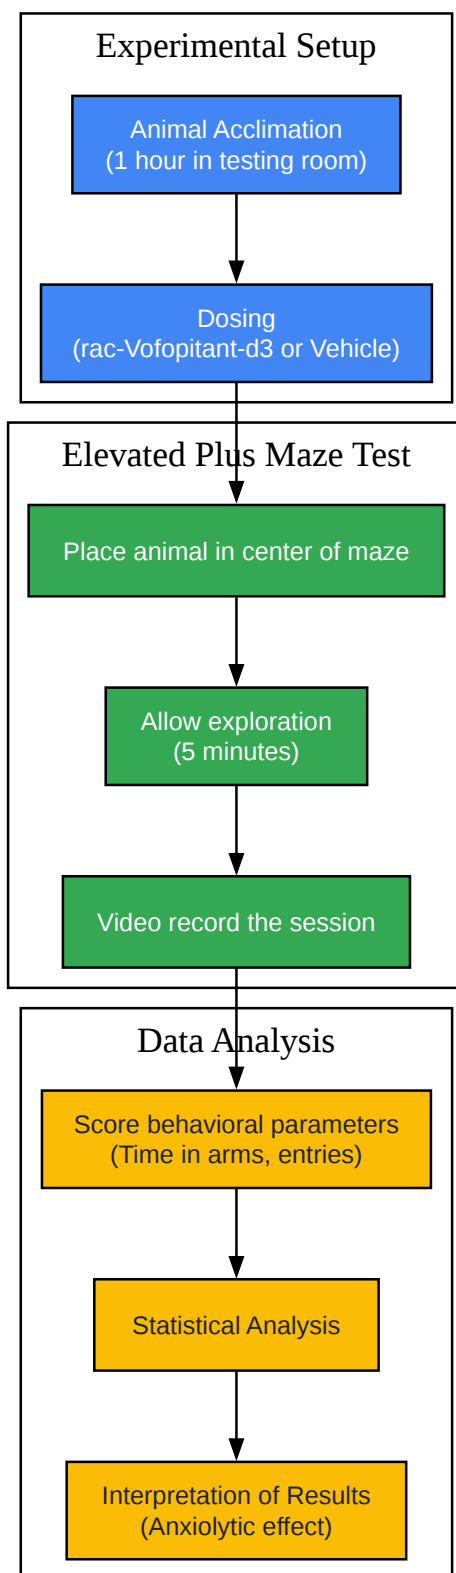 Experimental Setup
Animal Acclimation
(1 hour in testing room)
Dosing
(rac-Vofopitant-d3 or Vehicle)
Elevated Plus Maze Test
Place animal in center of maze
Allow exploration
(5 minutes)
Video record the session
Data Analysis
Score behavioral parameters
(Time in arms, entries)
Statistical Analysis
Interpretation of Results
(Anxiolytic effect)